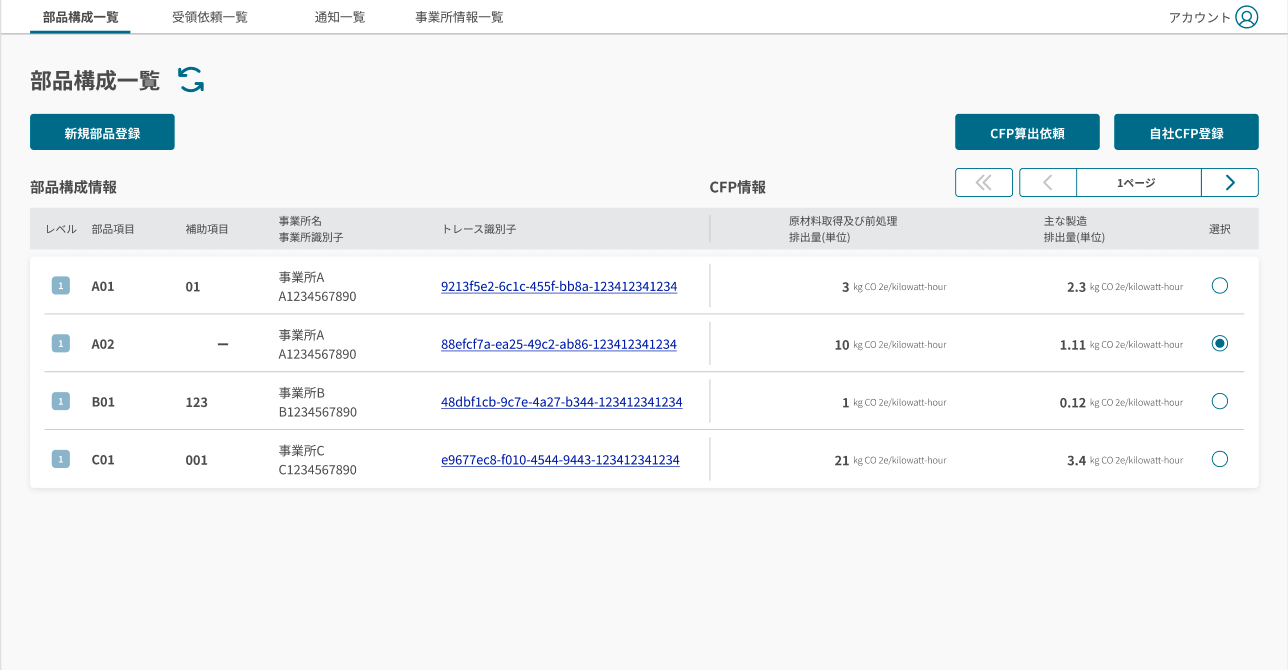 部品構成一覧 受領依頼一覧 通知一覧 事業所情報一覧 アカウント
部品構成一覧
新規部品登録 CFP算出依頼 自社CFP登録
部品構成情報 CFP情報 1ページ
レベル 部品項目 補助項目 事業所名 トレース識別子 原材料取得及び前処理 主な製造 選択
事業所識別子 排出量(単位) 排出量(単位)
1 A01 01 事業所A 9213f5e2-6c1c-455f-bb8a-123412341234 3 kg CO 2e/kilowatt-hour 2.3 kg CO 2e/kilowatt-hour
A1234567890
1 A02 ー 事業所A 88efcf7a-ea25-49c2-ab86-123412341234 10 kg CO 2e/kilowatt-hour 1.11 kg CO 2e/kilowatt-hour
A1234567890
1 B01 123 事業所B 48dbf1cb-9c7e-4a27-b344-123412341234 1 kg CO 2e/kilowatt-hour 0.12 kg CO 2e/kilowatt-hour
B1234567890
1 C01 001 事業所C e9677ec8-f010-4544-9443-123412341234 21 kg CO 2e/kilowatt-hour 3.4 kg CO 2e/kilowatt-hour
C1234567890